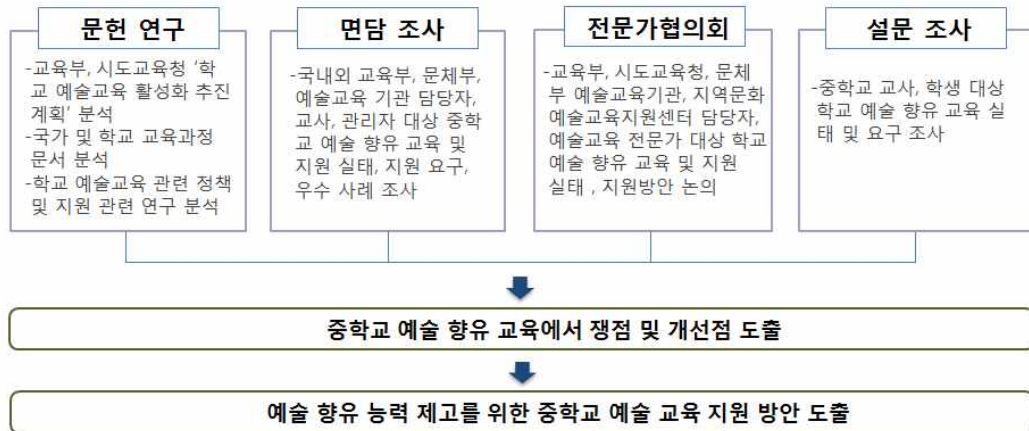 문헌 연구
-교육부, 시도교육청 '학
교 예술교육 활성화 추진
계획' 분석
-국가 및 학교 교육과정
문서 분석
-학교 예술교육 관련 정책
및 지원 관련 연구 분석
면담 조사
-국내외 교육부, 문체부,
예술교육 기관 담당자,
교사, 관리자 대상 중학
교 예술 향유 교육 및
지원 실태, 지원 요구,
우수 사례 조사
전문가협의회
-교육부, 시도교육청, 문체
부 예술교육기관, 지역문화
예술교육지원센터 담당자,
예술교육 전문가 대상 학교
예술 향유 교육 및 지원
실태 , 지원방안 논의
설문 조사
-중학교 교사, 학생 대상
학교 예술 향유 교육 실
태 및 요구 조사
중학교 예술 향유 교육에서 쟁점 및 개선점 도출
예술 향유 능력 제고를 위한 중학교 예술 교육 지원 방안 도출